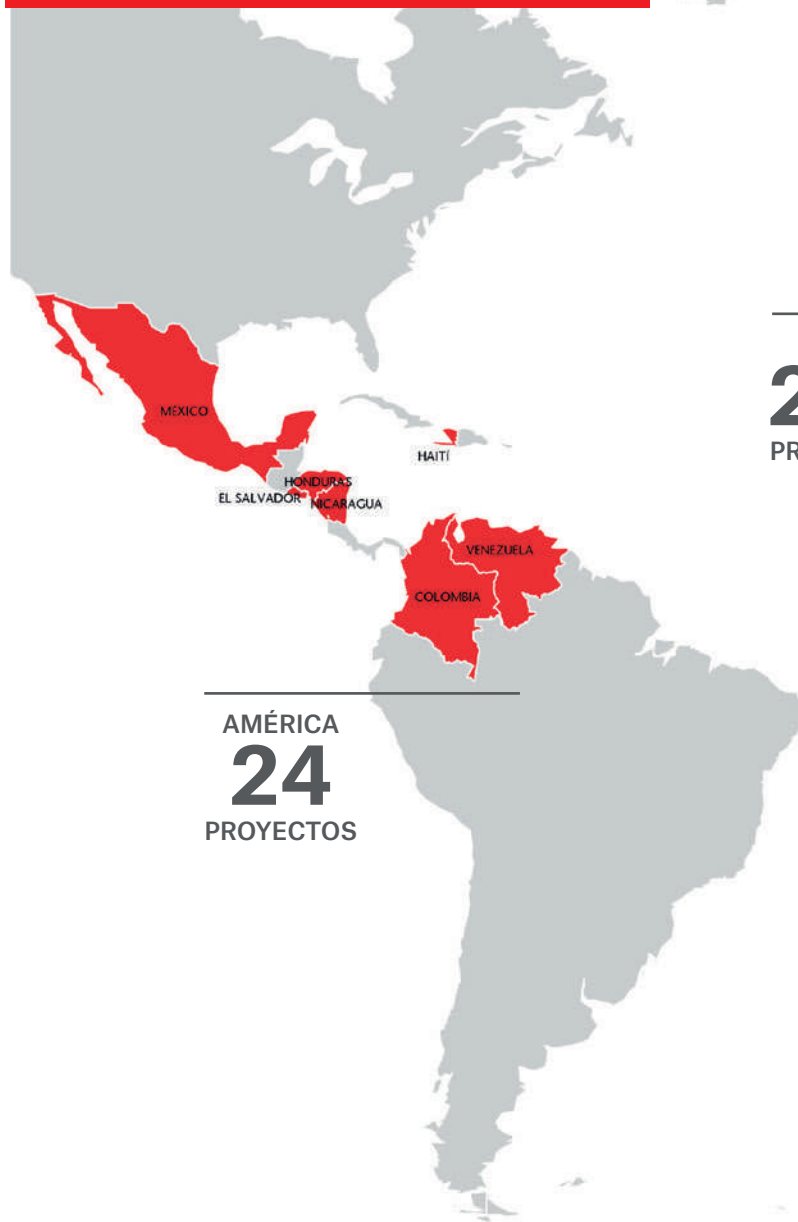 MÉXICO
HAITÍ
HONDURAS
EL SALVADOR
NICARAGUA
VENEZUELA
COLOMBIA
AMÉRICA
24
PROYECTOS